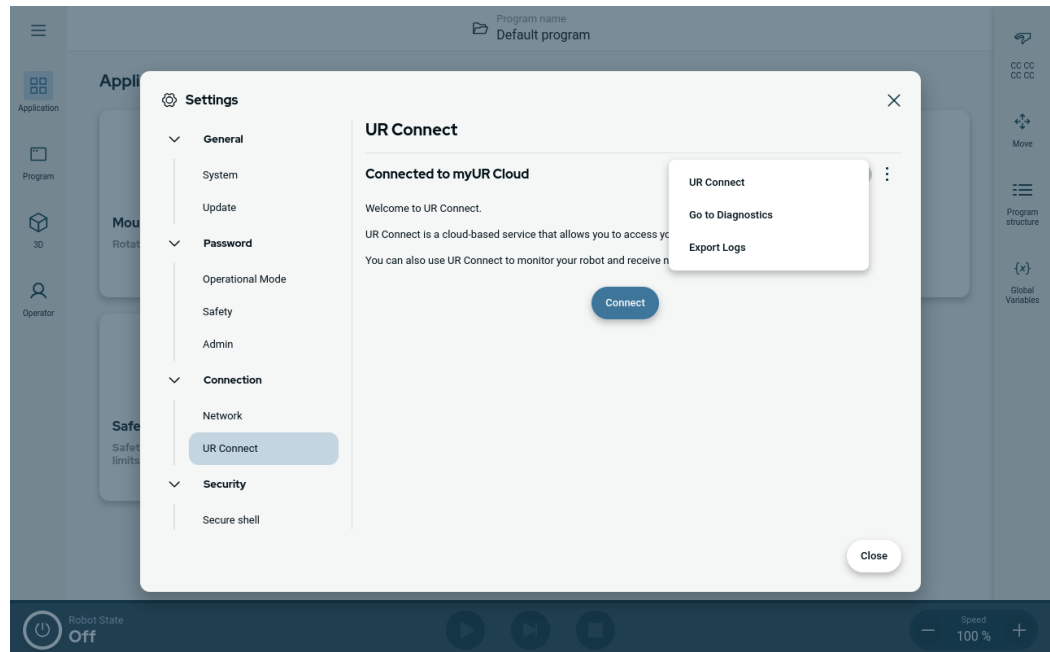 Program name
Default program
Appli
Application
Program
3D
Operator
Mou
Rotat
Safe
Safet
limits
Settings
General
System
Update
Password
Operational Mode
Safety
Admin
Connection
Network
UR Connect
Security
Secure shell
UR Connect
Connected to myUR Cloud
Welcome to UR Connect.
UR Connect is a cloud-based service that allows you to access yo
You can also use UR Connect to monitor your robot and receive n
UR Connect
Go to Diagnostics
Export Logs
Connect
Close
CC CC
CC CC
Move
Program
structure
{x}
Global
Variables
Robot State
Off
Speed
100 %